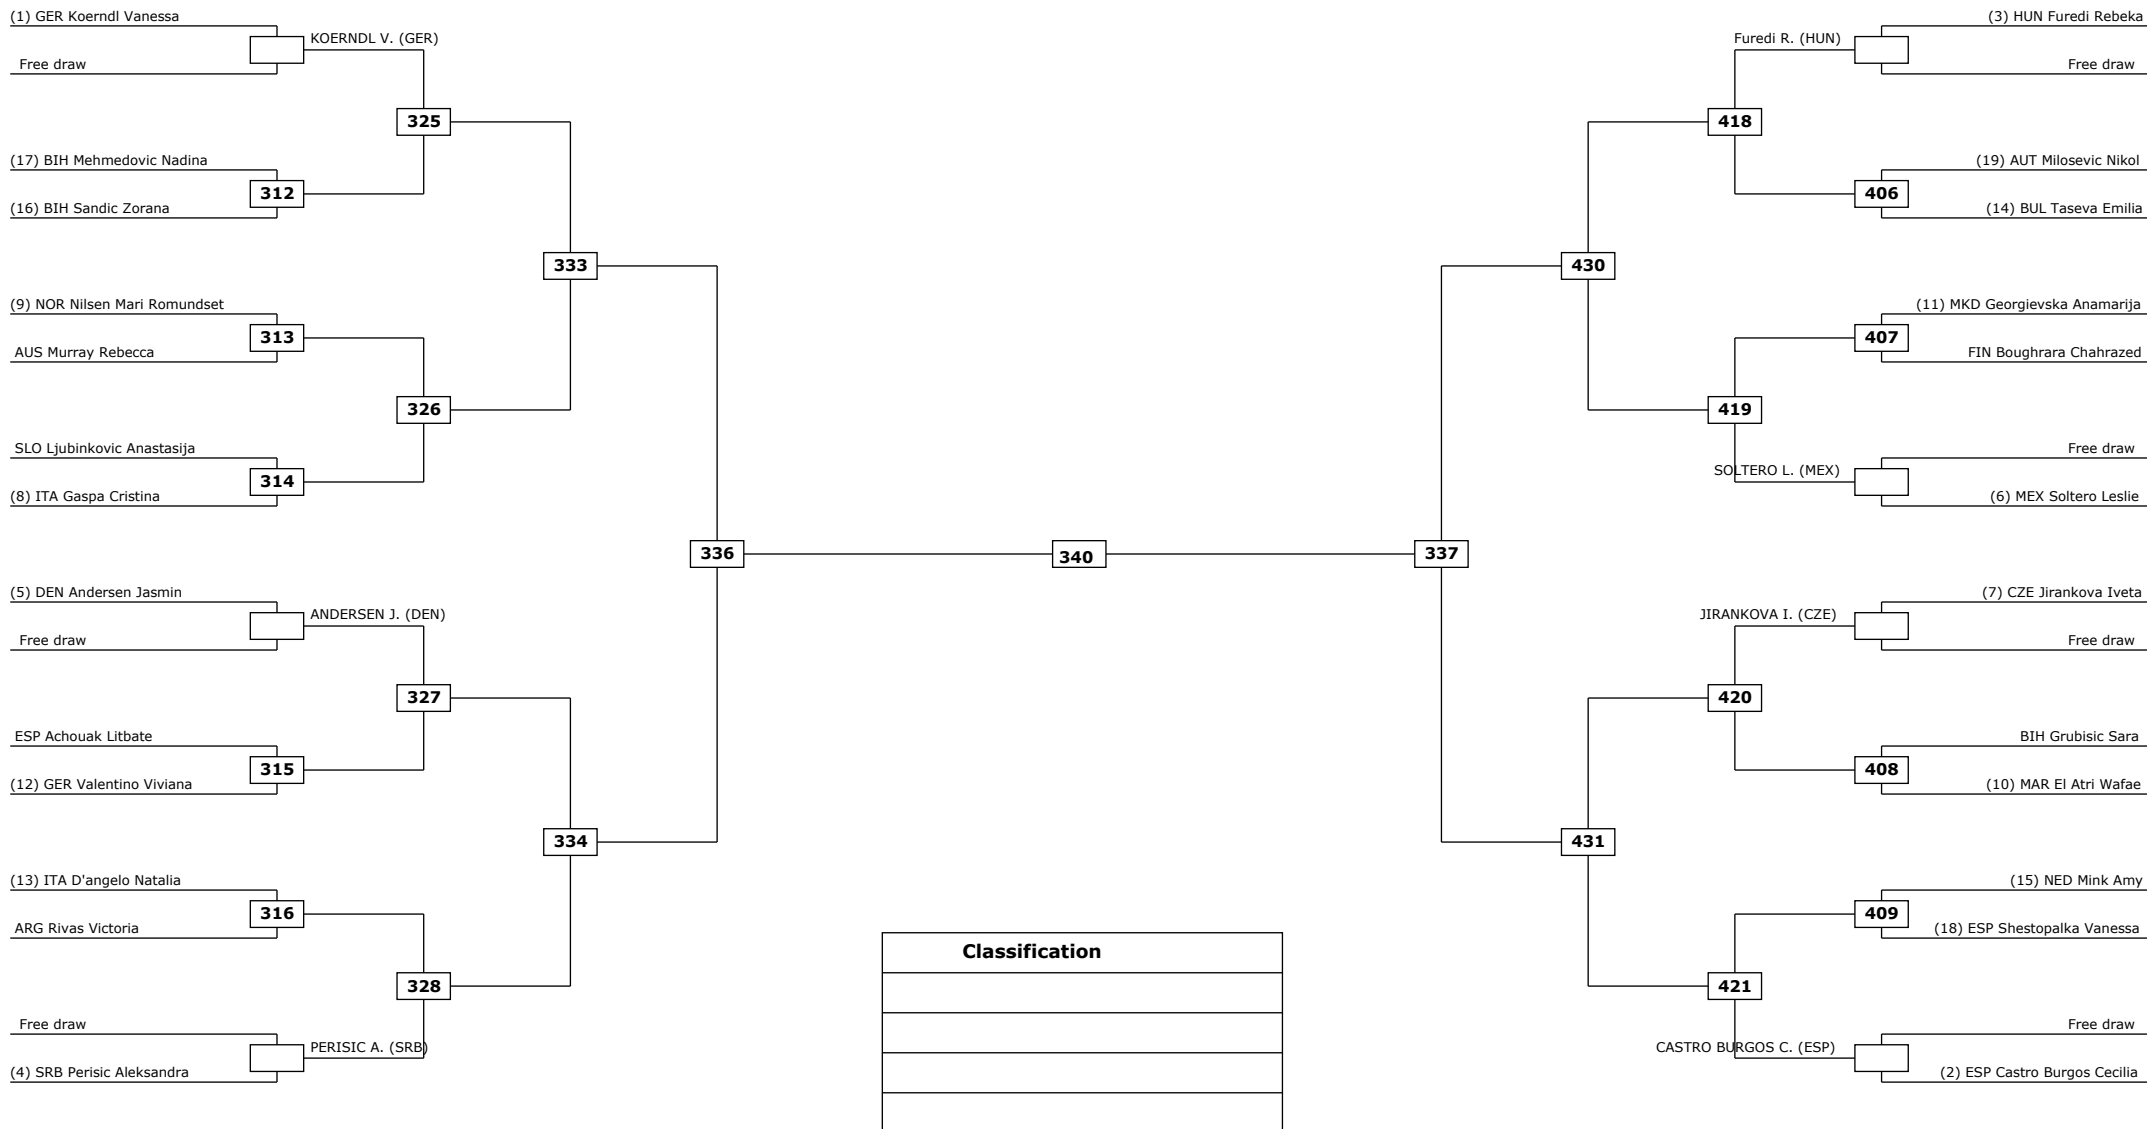 (1) GER Koerndl Vanessa
KOERNDL V. (GER)
Free draw
325
(17) BIH Mehmedovic Nadina
312
(16) BIH Sandic Zorana
333
(9) NOR Nilsen Mari Romundset
313
AUS Murray Rebecca
326
SLO Ljubinkovic Anastasija
314
(8) ITA Gaspa Cristina
336
(5) DEN Andersen Jasmin
ANDERSEN J. (DEN)
Free draw
327
ESP Achouak Litbate
315
(12) GER Valentino Viviana
334
(13) ITA D'angelo Natalia
316
ARG Rivas Victoria
328
Free draw
PERISIC A. (SRB)
(4) SRB Perisic Aleksandra
340
Classification
(3) HUN Furedi Rebeka
Furedi R. (HUN)
Free draw
418
(19) AUT Milosevic Nikol
406
(14) BUL Taseva Emilia
430
(11) MKD Georgievska Anamarija
407
FIN Boughrara Chahrazed
419
Free draw
SOLTERO L. (MEX)
(6) MEX Soltero Leslie
337
(7) CZE Jirankova Iveta
JIRANKOVA I. (CZE)
Free draw
420
BIH Grubisic Sara
408
(10) MAR El Atri Wafae
431
(15) NED Mink Amy
409
(18) ESP Shestopalka Vanessa
421
Free draw
CASTRO BURGOS C. (ESP)
(2) ESP Castro Burgos Cecilia